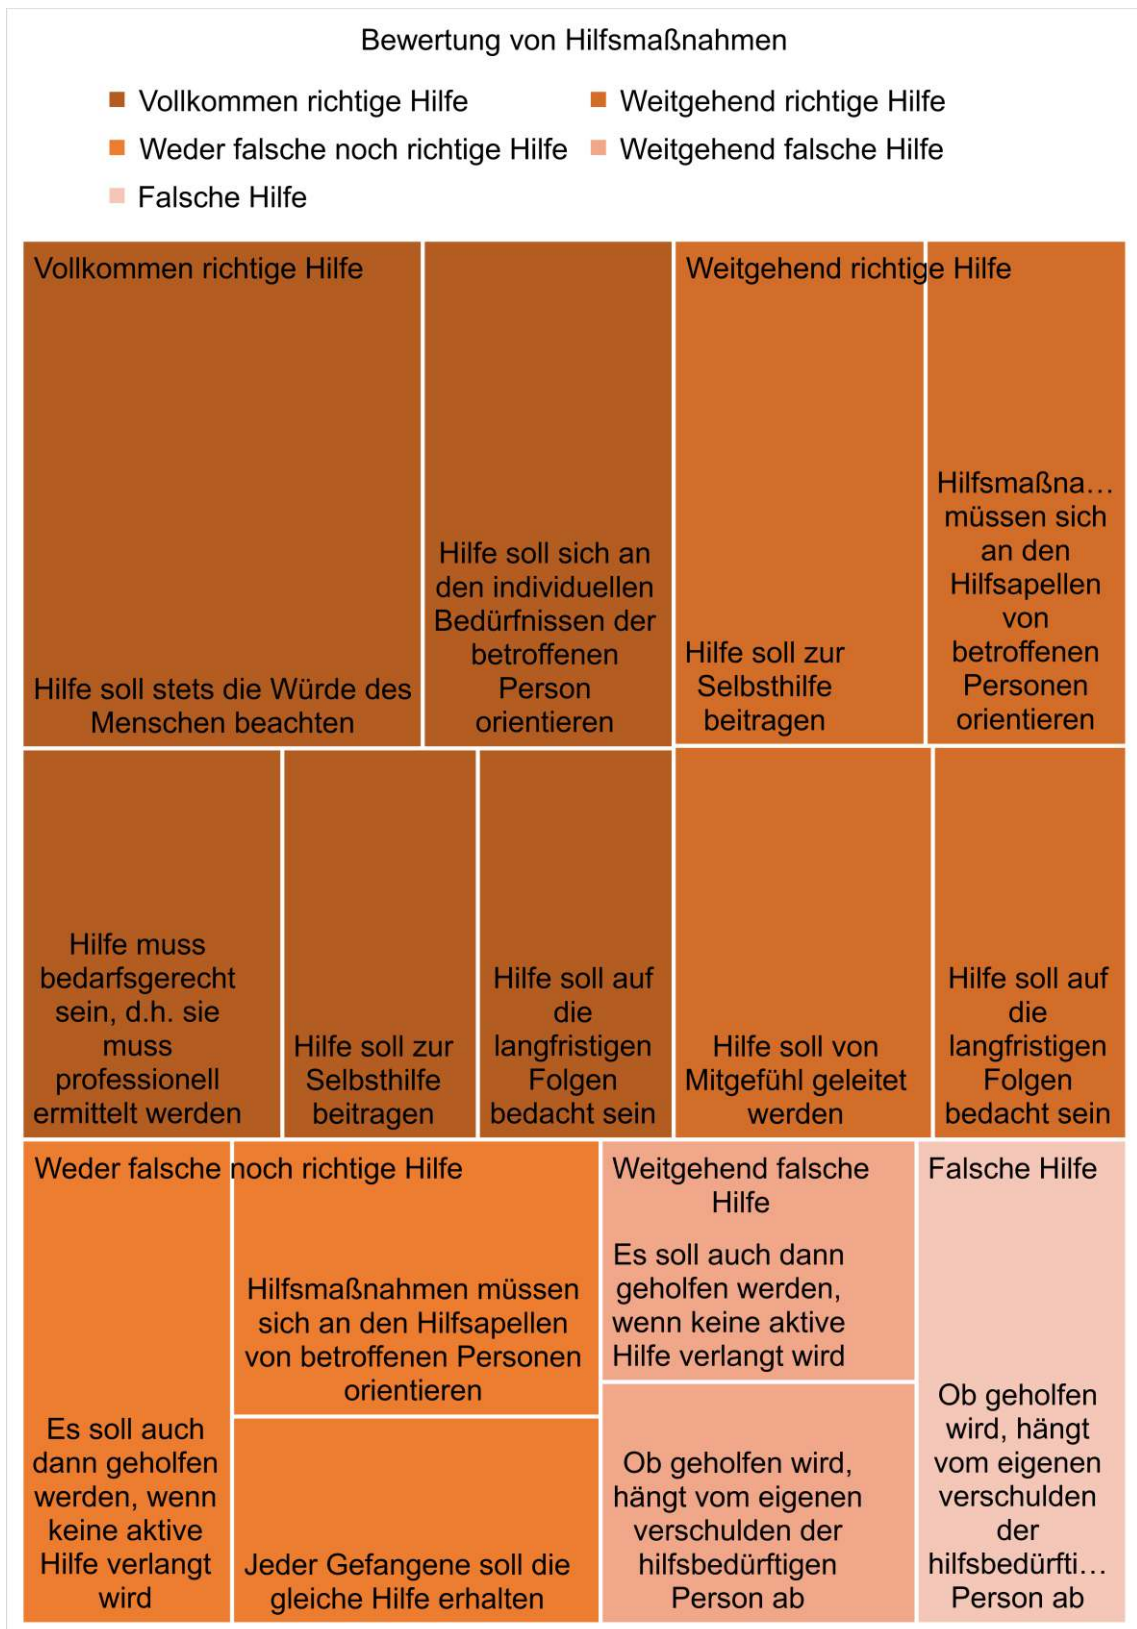 Bewertung von Hilfsmaßnahmen
Vollkommen richtige Hilfe
Weitgehend richtige Hilfe
Weder falsche noch richtige Hilfe
Weitgehend falsche Hilfe
Falsche Hilfe
Vollkommen richtige Hilfe
Hilfe soll stets die Würde des
Menschen beachten
Hilfe soll sich an
den individuellen
Bedürfnissen der
betroffenen
Person
orientieren
Weitgehend richtige Hilfe
Hilfe soll zur
Selbsthilfe
beitragen
Hilfsmaßna…
müssen sich
an den
Hilfsapellen
von
betroffenen
Personen
orientieren
Hilfe muss
bedarfsgerecht
sein, d.h. sie
muss
professionell
ermittelt werden
Hilfe soll zur
Selbsthilfe
beitragen
Hilfe soll auf
die
langfristigen
Folgen
bedacht sein
Hilfe soll von
Mitgefühl geleitet
werden
Hilfe soll auf
die
langfristigen
Folgen
bedacht sein
Weder falsche noch richtige Hilfe
Es soll auch
dann geholfen
werden, wenn
keine aktive
Hilfe verlangt
wird
Hilfsmaßnahmen müssen
sich an den Hilfsapellen
von betroffenen Personen
orientieren
Jeder Gefangene soll die
gleiche Hilfe erhalten
Weitgehend falsche
Hilfe
Es soll auch dann
geholfen werden,
wenn keine aktive
Hilfe verlangt wird
Ob geholfen wird,
hängt vom eigenen
verschulden der
hilfsbedürftigen
Person ab
Falsche Hilfe
Ob geholfen
wird, hängt
vom eigenen
verschulden
der
hilfsbedürfti…
Person ab